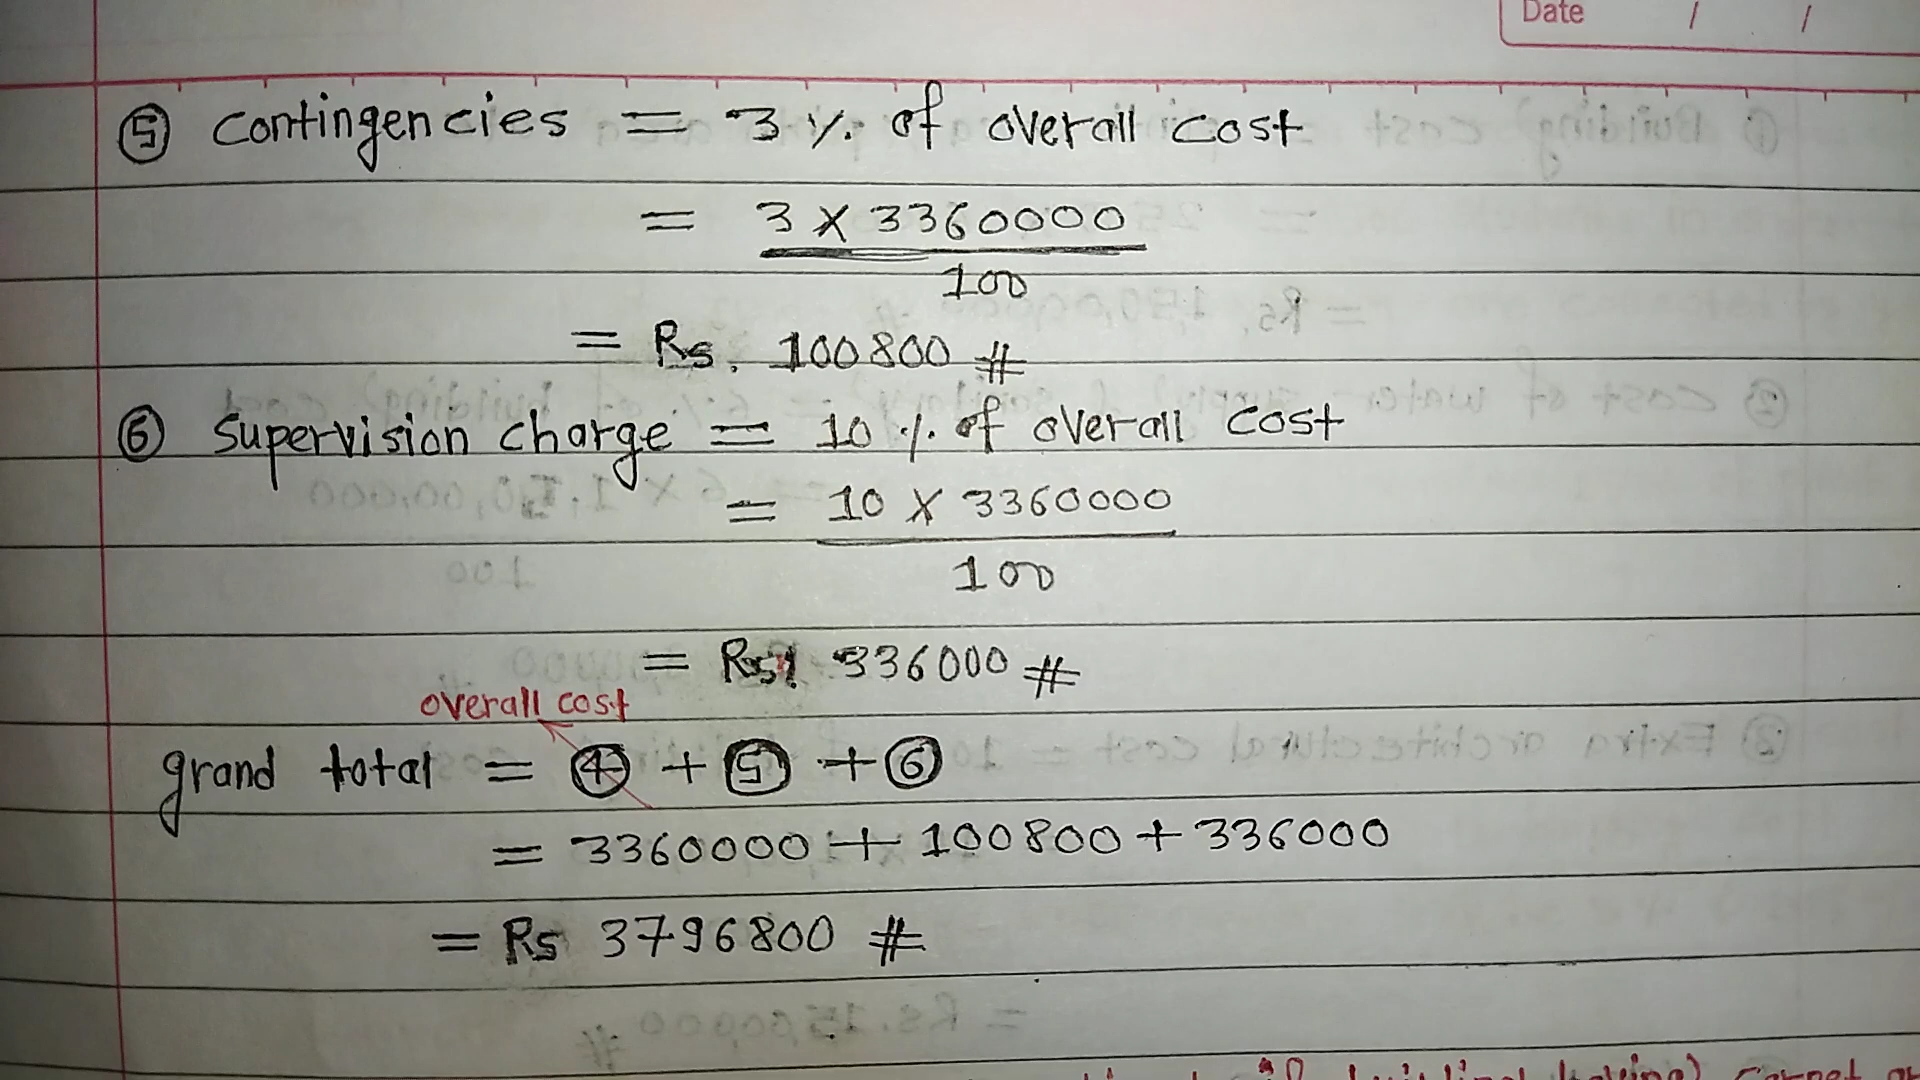 Date / /
⑤ contingencies = 3 %. of overall cost
= 3 X 3360000
100
= Rs. 100800 #
⑥ Supervision charge = 10 %. of overall cost
= 10 X 3360000
100
= Rs. 336000 #
overall cost
grand total = ④ + ⑤ + ⑥
= 3360000 + 100800 + 336000
= Rs 3796800 #